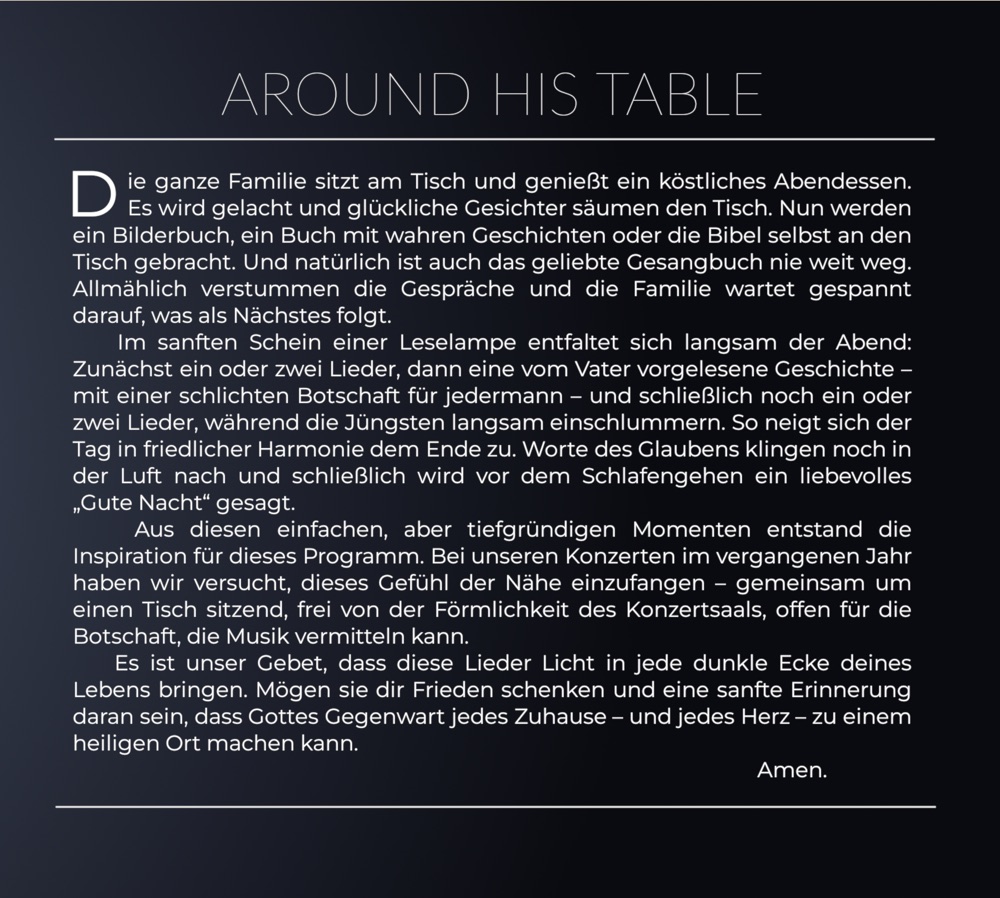 AROUND HIS TABLE
Die ganze Familie sitzt am Tisch und genießt ein köstliches Abendessen.
Es wird gelacht und glückliche Gesichter säumen den Tisch. Nun werden
ein Bilderbuch, ein Buch mit wahren Geschichten oder die Bibel selbst an den
Tisch gebracht. Und natürlich ist auch das geliebte Gesangbuch nie weit weg.
Allmählich verstummen die Gespräche und die Familie wartet gespannt
darauf, was als Nächstes folgt.
Im sanften Schein einer Leselampe entfaltet sich langsam der Abend:
Zunächst ein oder zwei Lieder, dann eine vom Vater vorgelesene Geschichte –
mit einer schlichten Botschaft für jedermann – und schließlich noch ein oder
zwei Lieder, während die Jüngsten langsam einschlummern. So neigt sich der
Tag in friedlicher Harmonie dem Ende zu. Worte des Glaubens klingen noch in
der Luft nach und schließlich wird vor dem Schlafengehen ein liebevolles
„Gute Nacht“ gesagt.
Aus diesen einfachen, aber tiefgründigen Momenten entstand die
Inspiration für dieses Programm. Bei unseren Konzerten im vergangenen Jahr
haben wir versucht, dieses Gefühl der Nähe einzufangen – gemeinsam um
einen Tisch sitzend, frei von der Förmlichkeit des Konzertsaals, offen für die
Botschaft, die Musik vermitteln kann.
Es ist unser Gebet, dass diese Lieder Licht in jede dunkle Ecke deines
Lebens bringen. Mögen sie dir Frieden schenken und eine sanfte Erinnerung
daran sein, dass Gottes Gegenwart jedes Zuhause – und jedes Herz – zu einem
heiligen Ort machen kann.
Amen.